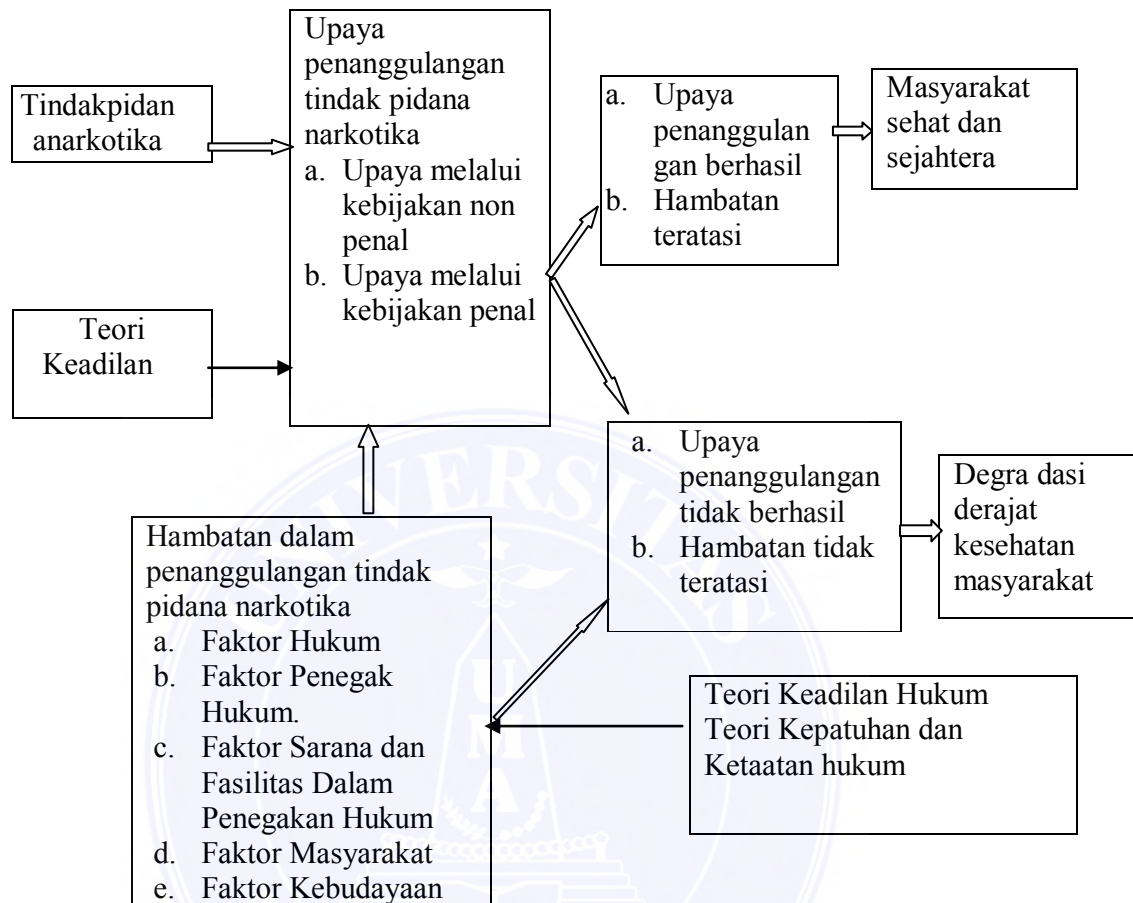 Tindakpidan
anarkotika
Teori
Keadilan
Upaya
penanggulangan
tindak pidana
narkotika
a. Upaya melalui
kebijakan non
penal
b. Upaya melalui
kebijakan penal
a. Upaya
penanggulan
gan berhasil
b. Hambatan
teratasi
Masyarakat
sehat dan
sejahtera
a. Upaya
penanggulangan
tidak berhasil
b. Hambatan tidak
teratasi
Degra dasi
derajat
kesehatan
masyarakat
Hambatan dalam
penanggulangan tindak
pidana narkotika
a. Faktor Hukum
b. Faktor Penegak
Hukum.
c. Faktor Sarana dan
Fasilitas Dalam
Penegakan Hukum
d. Faktor Masyarakat
e. Faktor Kebudayaan
Teori Keadilan Hukum
Teori Kepatuhan dan
Ketaatan hukum
UNIVERSITAS
U
M
A